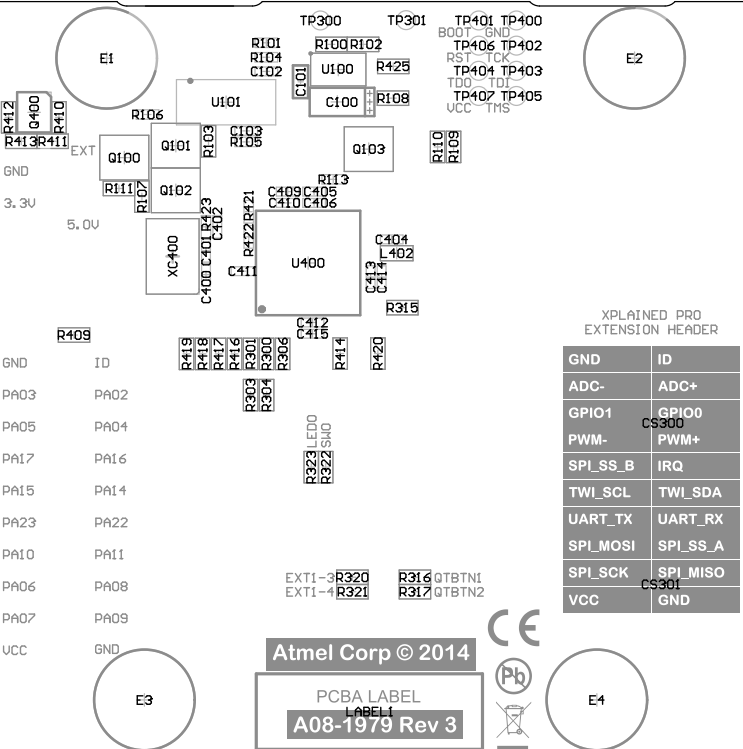 TP300 TP301 TP401 TP400
BOOT GND
R101 R100 R102 TP406 TP402
R104 RST TCK
E1 U100 R425 E2
C102 C101 TP404 TP403
TDO TDI
U101 C100 R108 TP407 TP405
VCC TMS
R412 Q400 R410
R106
R413 R411 R103 C103
R105
EXT Q100 Q101 Q103 R110 R109
GND
R111 R107 Q102 R113
C409 C405
C410 C406
3.3V
5.0V
R423 C402 R421
R422
XC400 C401 C400 C411 U400 C404
L402
C413 C414
R315
C412
C415
XPLAINED PRO
EXTENSION HEADER
R409
R419 R418 R417 R416 R301 R300 R306 R414 R420
R303 R304
GND ID
PA03 PA02
PA05 PA04
PA17 PA16
PA15 PA14
PA23 PA22
PA10 PA11
PA06 PA08
PA07 PA09
VCC GND
LED0 SW0
R323 R322
GND ID
ADC- ADC+
GPIO1 GPIO0
CS300
PWM- PWM+
SPI_SS_B IRQ
TWI_SCL TWI_SDA
UART_TX UART_RX
SPI_MOSI SPI_SS_A
SPI_SCK SPI_MISO
CS301
VCC GND
EXT1-3 R320 R316 QTBTN1
EXT1-4 R321 R317 QTBTN2
CE
Atmel Corp © 2014
Pb
E3 PCBA LABEL E4
LABEL1
A08-1979 Rev 3